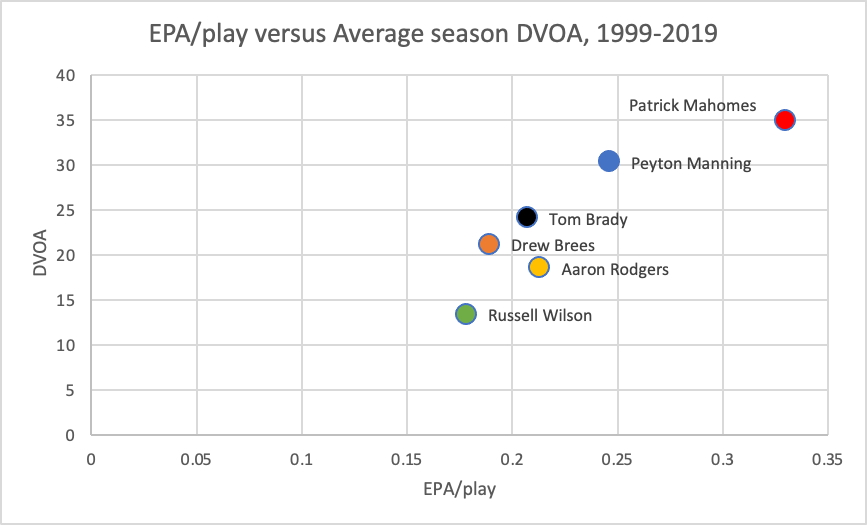 EPA/play versus Average season DVOA, 1999-2019
40
35
30
25
20
15
10
5
0
DVOA
Patrick Mahomes
Peyton Manning
Tom Brady
Drew Brees
Aaron Rodgers
Russell Wilson
0
0.05
0.1
0.15
0.2
0.25
0.3
0.35
EPA/play